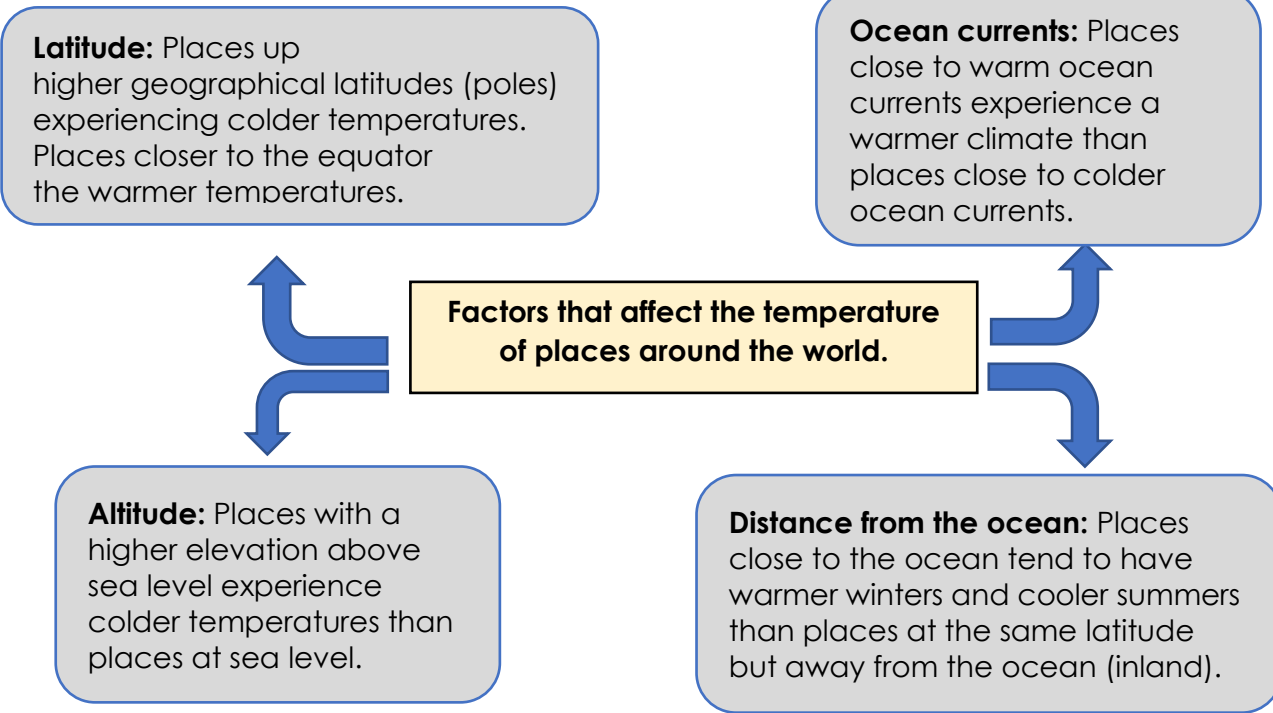 Latitude: Places up
higher geographical latitudes (poles)
experiencing colder temperatures.
Places closer to the equator
the warmer temperatures.
Ocean currents: Places
close to warm ocean
currents experience a
warmer climate than
places close to colder
ocean currents.
Factors that affect the temperature
of places around the world.
Altitude: Places with a
higher elevation above
sea level experience
colder temperatures than
places at sea level.
Distance from the ocean: Places
close to the ocean tend to have
warmer winters and cooler summers
than places at the same latitude
but away from the ocean (inland).